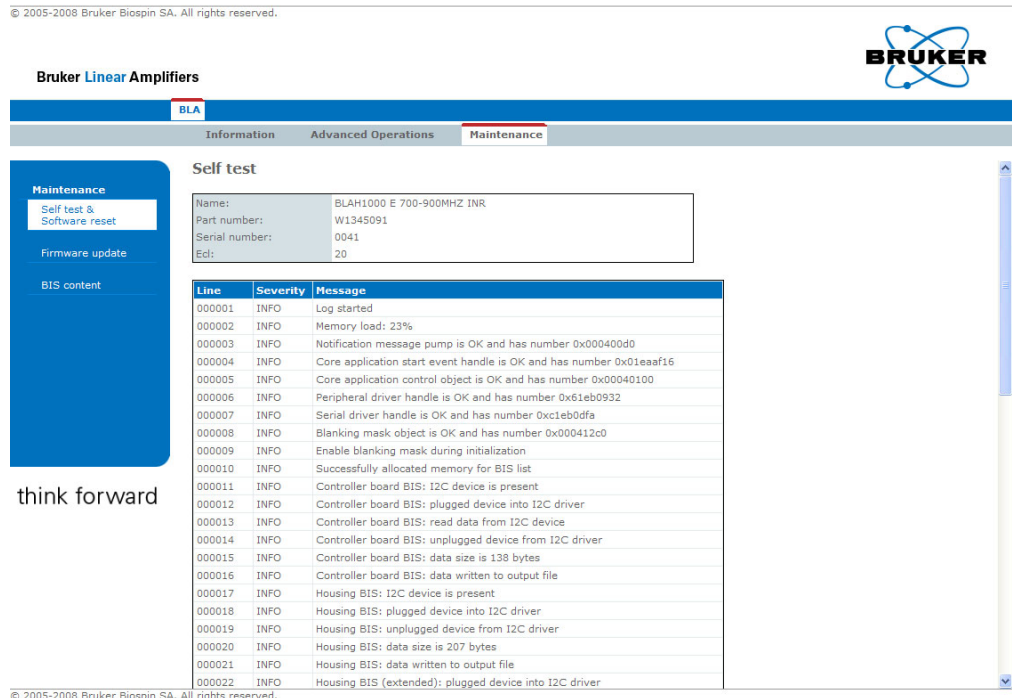 © 2005-2008 Bruker Biospin SA. All rights reserved.
BRUKER
Bruker Linear Amplifiers
BLA
Information Advanced Operations Maintenance
Maintenance
Self test &
Software reset
Firmware update
BIS content
think forward
Self test
Name: BLAH1000 E 700-900MHZ INR
Part number: W1345091
Serial number: 0041
Ecl: 20
Line Severity Message
000001 INFO Log started
000002 INFO Memory load: 23%
000003 INFO Notification message pump is OK and has number 0x000400d0
000004 INFO Core application start event handle is OK and has number 0x01eaaf16
000005 INFO Core application control object is OK and has number 0x00040100
000006 INFO Peripheral driver handle is OK and has number 0x61eb0932
000007 INFO Serial driver handle is OK and has number 0xc1eb0dfa
000008 INFO Blanking mask object is OK and has number 0x000412c0
000009 INFO Enable blanking mask during initialization
000010 INFO Successfully allocated memory for BIS list
000011 INFO Controller board BIS: I2C device is present
000012 INFO Controller board BIS: plugged device into I2C driver
000013 INFO Controller board BIS: read data from I2C device
000014 INFO Controller board BIS: unplugged device from I2C driver
000015 INFO Controller board BIS: data size is 138 bytes
000016 INFO Controller board BIS: data written to output file
000017 INFO Housing BIS: I2C device is present
000018 INFO Housing BIS: plugged device into I2C driver
000019 INFO Housing BIS: unplugged device from I2C driver
000020 INFO Housing BIS: data size is 207 bytes
000021 INFO Housing BIS: data written to output file
000022 INFO Housing BIS (extended): plugged device into I2C driver
© 2005-2008 Bruker Biospin SA. All rights reserved.